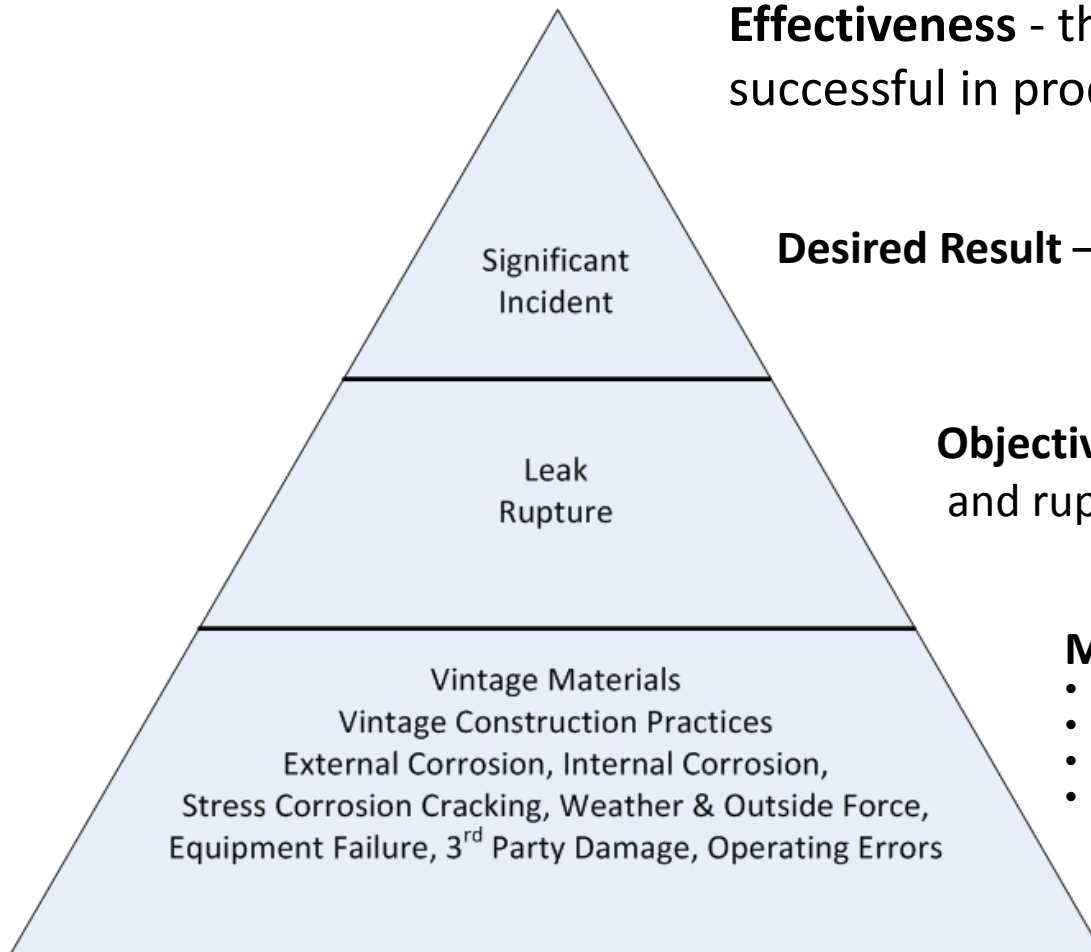 Effectiveness - th
successful in pro
Desired Result –
Significant
Incident
Objectiv
and rup
Leak
Rupture
M
•
•
•
•
Vintage Materials
Vintage Construction Practices
External Corrosion, Internal Corrosion,
Stress Corrosion Cracking, Weather & Outside Force,
Equipment Failure, 3rd Party Damage, Operating Errors